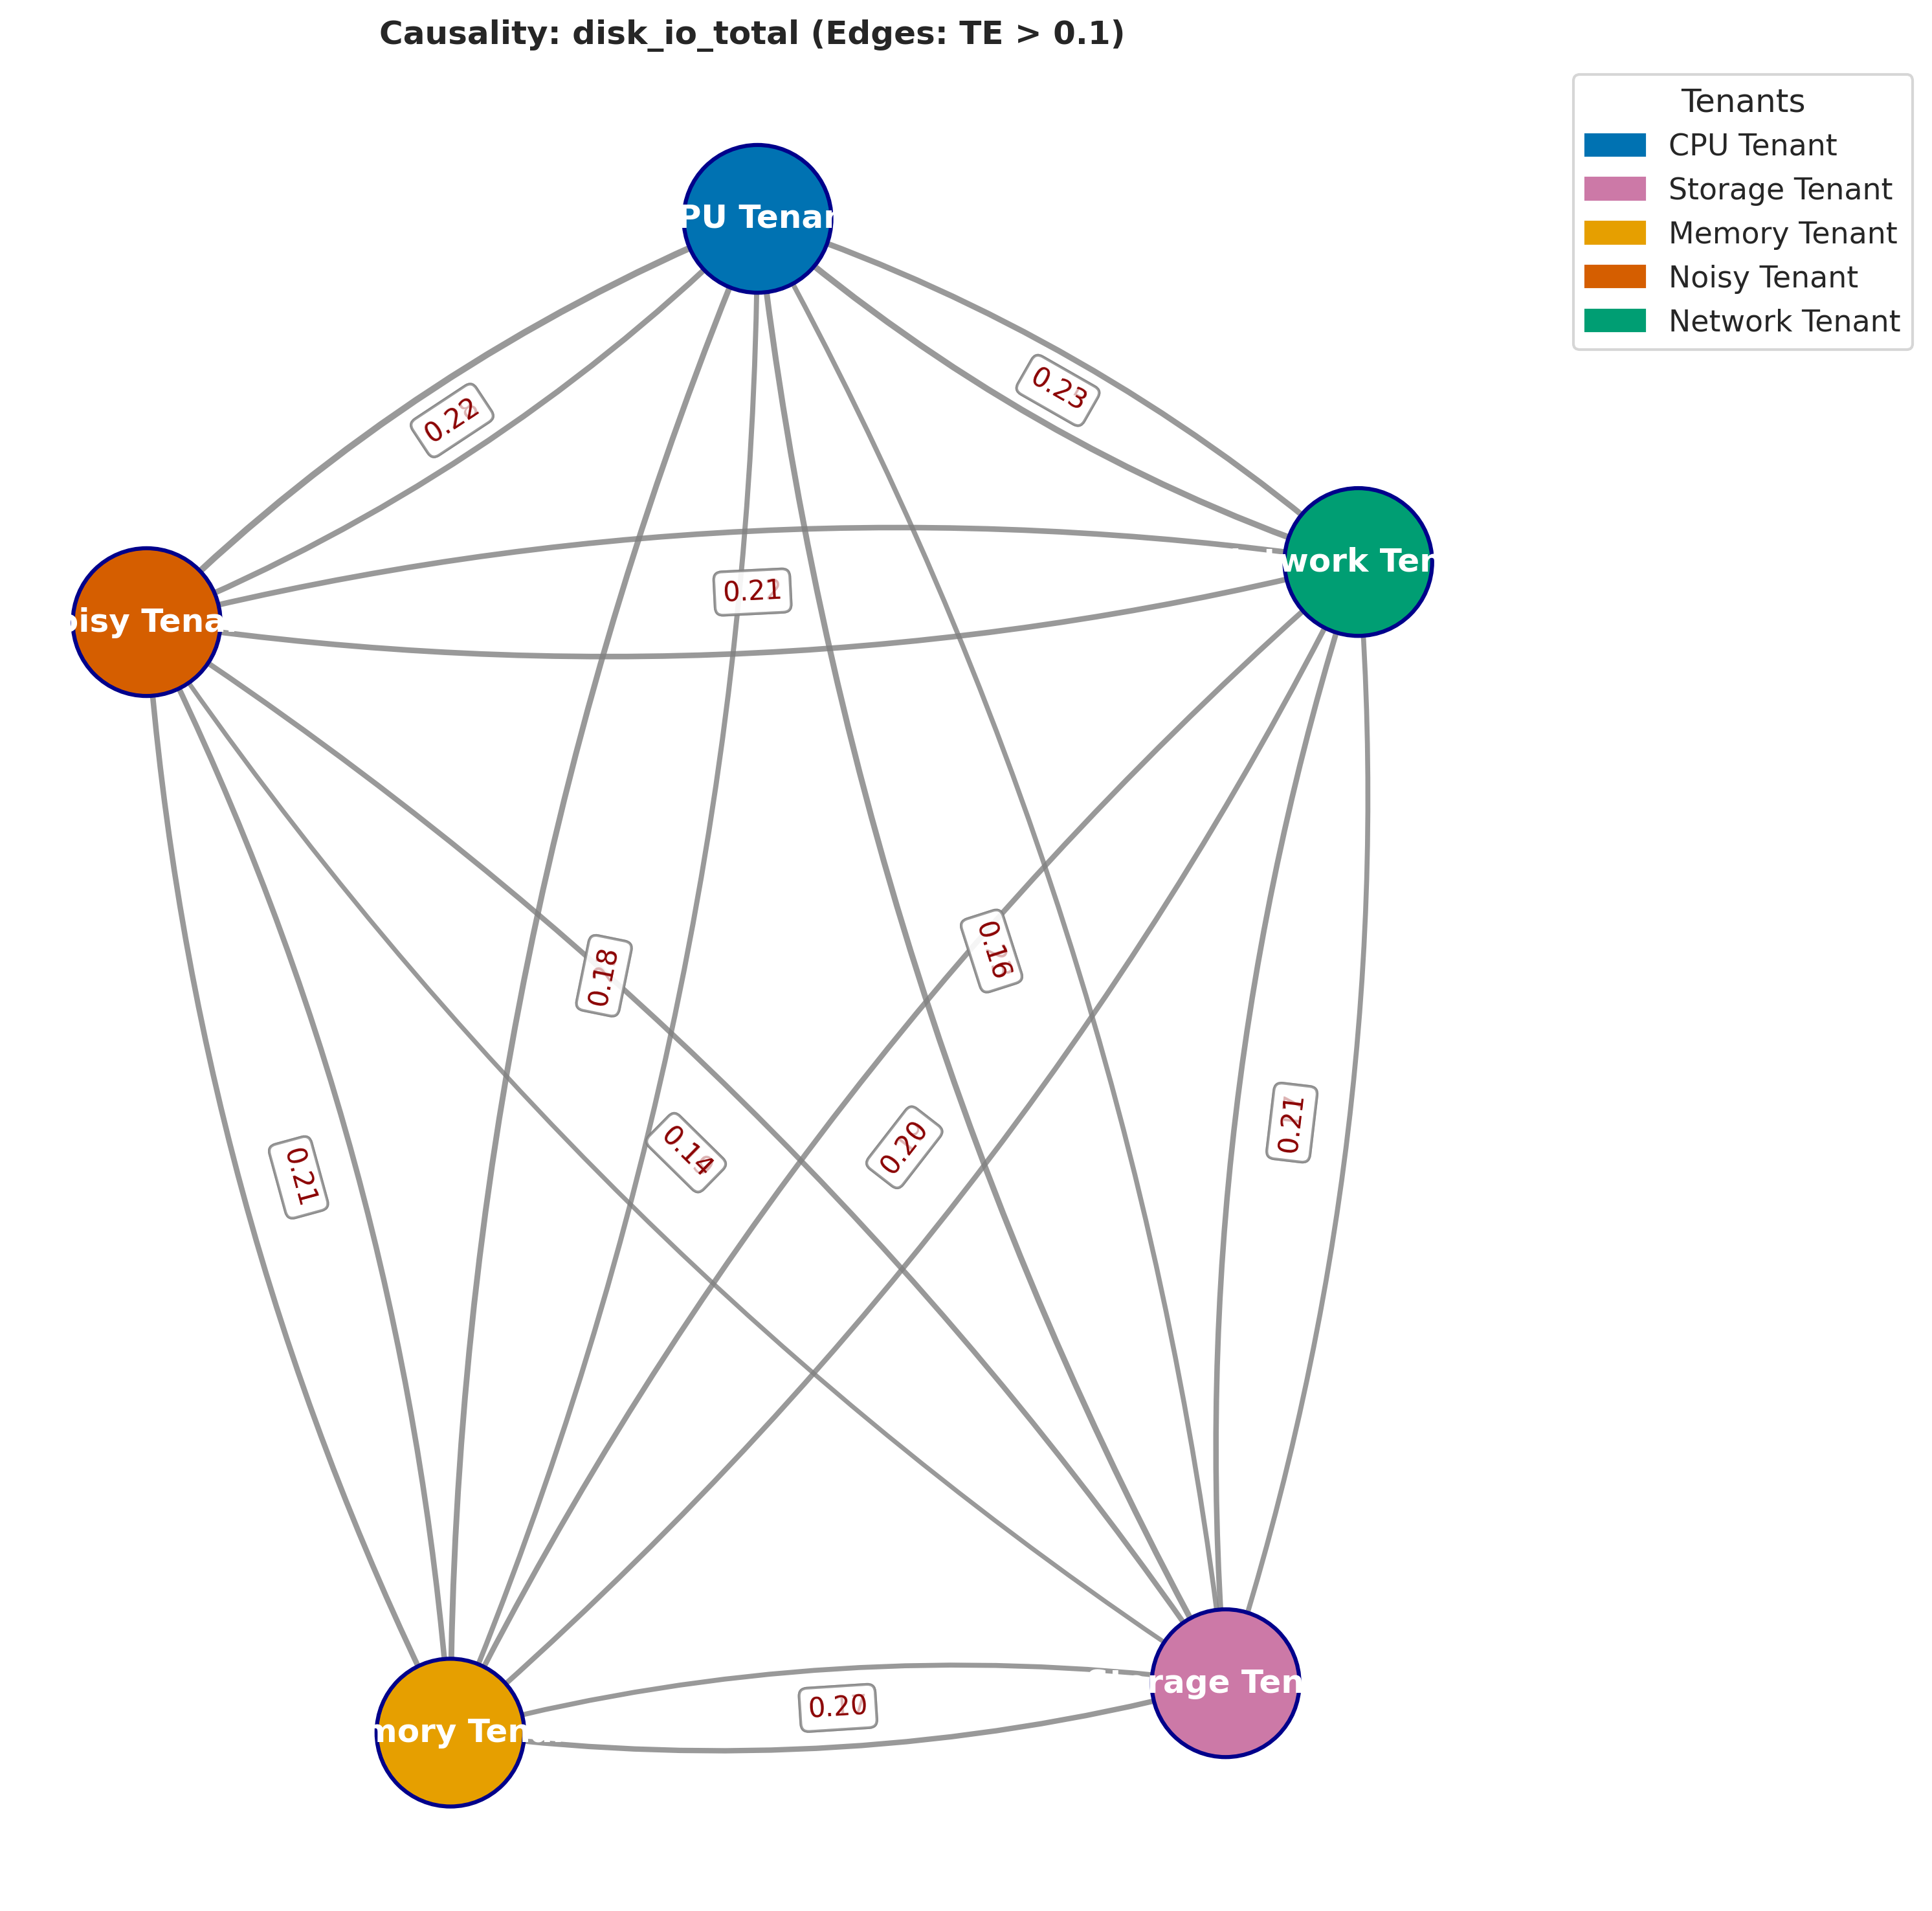 Causality: disk_io_total (Edges: TE > 0.1)
Tenants
CPU Tenant
Storage Tenant
Memory Tenant
Noisy Tenant
Network Tenant
PU Tenan
0.23
0.22
work Ten
0.21
oisy Tena
0.18
0.16
0.14
0.20
0.21
0.21
rage Ten
0.20
mory Ten